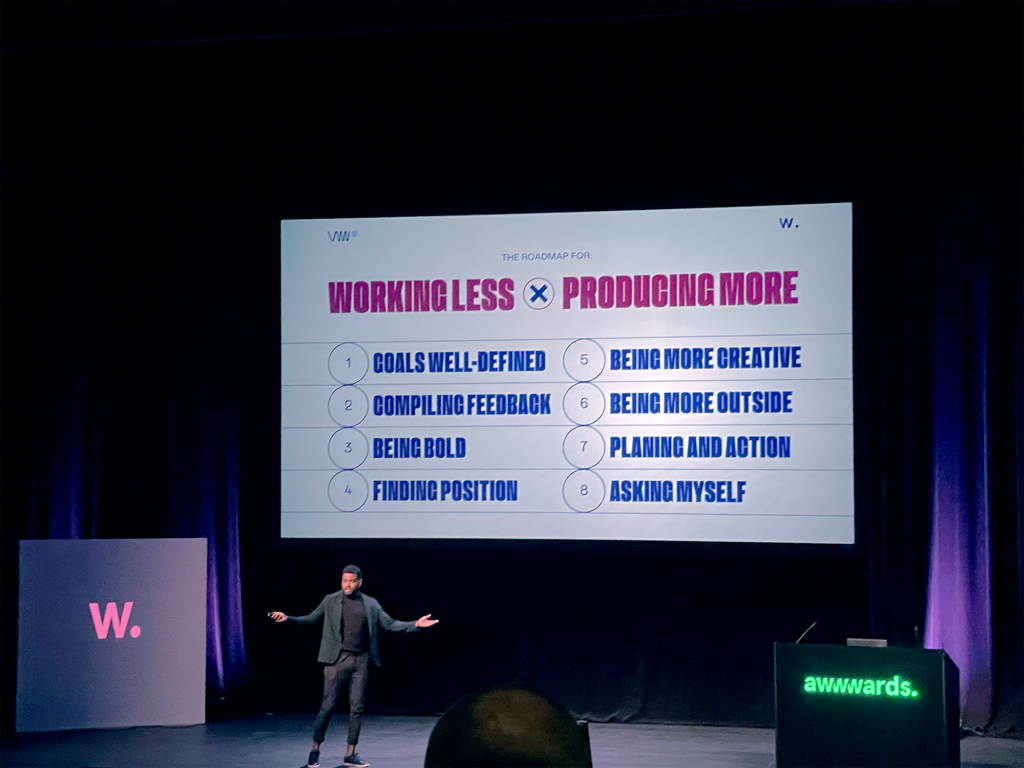 W.
THE ROADMAP FOR:
WORKING LESS × PRODUCING MORE
1 GOALS WELL-DEFINED
2 COMPILING FEEDBACK
3 BEING BOLD
4 FINDING POSITION
5 BEING MORE CREATIVE
6 BEING MORE OUTSIDE
7 PLANING AND ACTION
8 ASKING MYSELF
W.
awwwards.